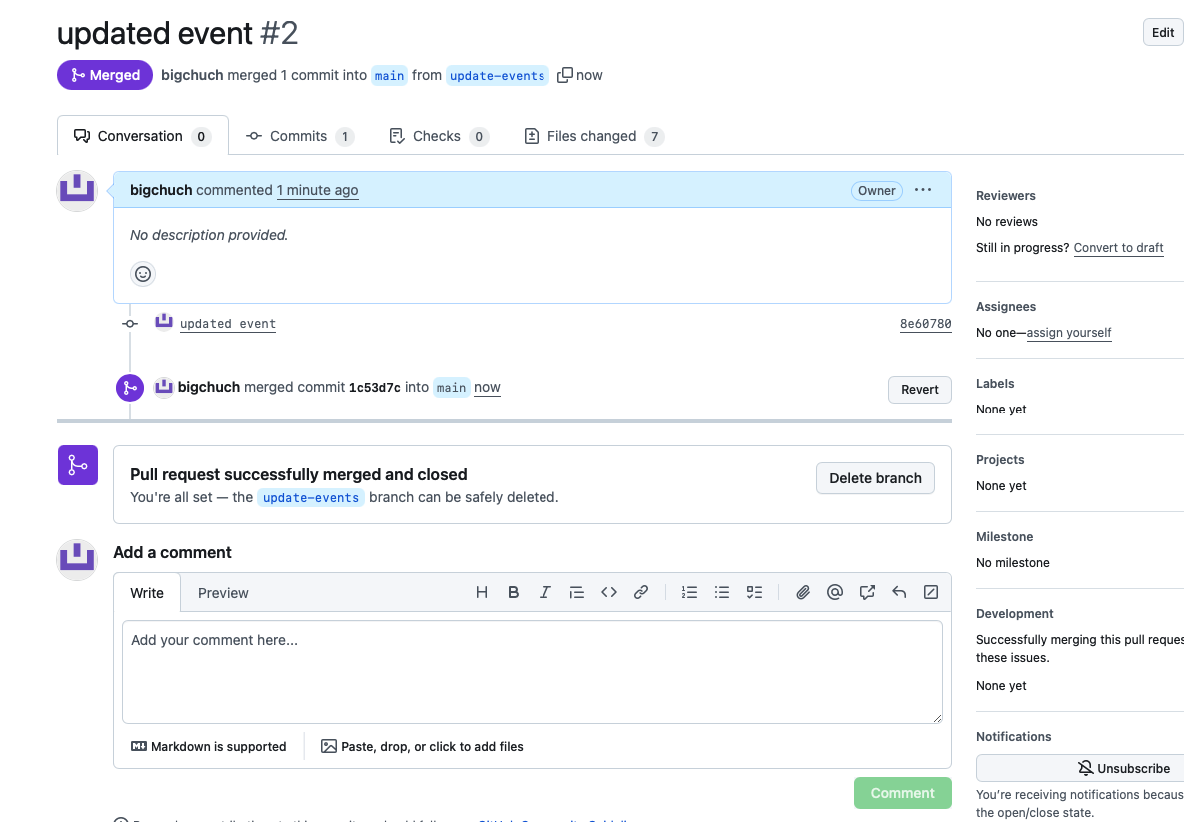 updated event #2
Edit
Merged bigchuch merged 1 commit into main from update-events now
Conversation 0 Commits 1 Checks 0 Files changed 7
bigchuch commented 1 minute ago Owner
No description provided.
updated event 8e60780
bigchuch merged commit 1c53d7c into main now Revert
Pull request successfully merged and closed
You're all set — the update-events branch can be safely deleted.
Delete branch
Add a comment
Write Preview
Add your comment here...
Markdown is supported Paste, drop, or click to add files
Comment
Reviewers
No reviews
Still in progress? Convert to draft
Assignees
No one—assign yourself
Labels
None yet
Projects
None yet
Milestone
No milestone
Development
Successfully merging this pull reques
these issues.
None yet
Notifications
Unsubscribe
You're receiving notifications becaus
the open/close state.